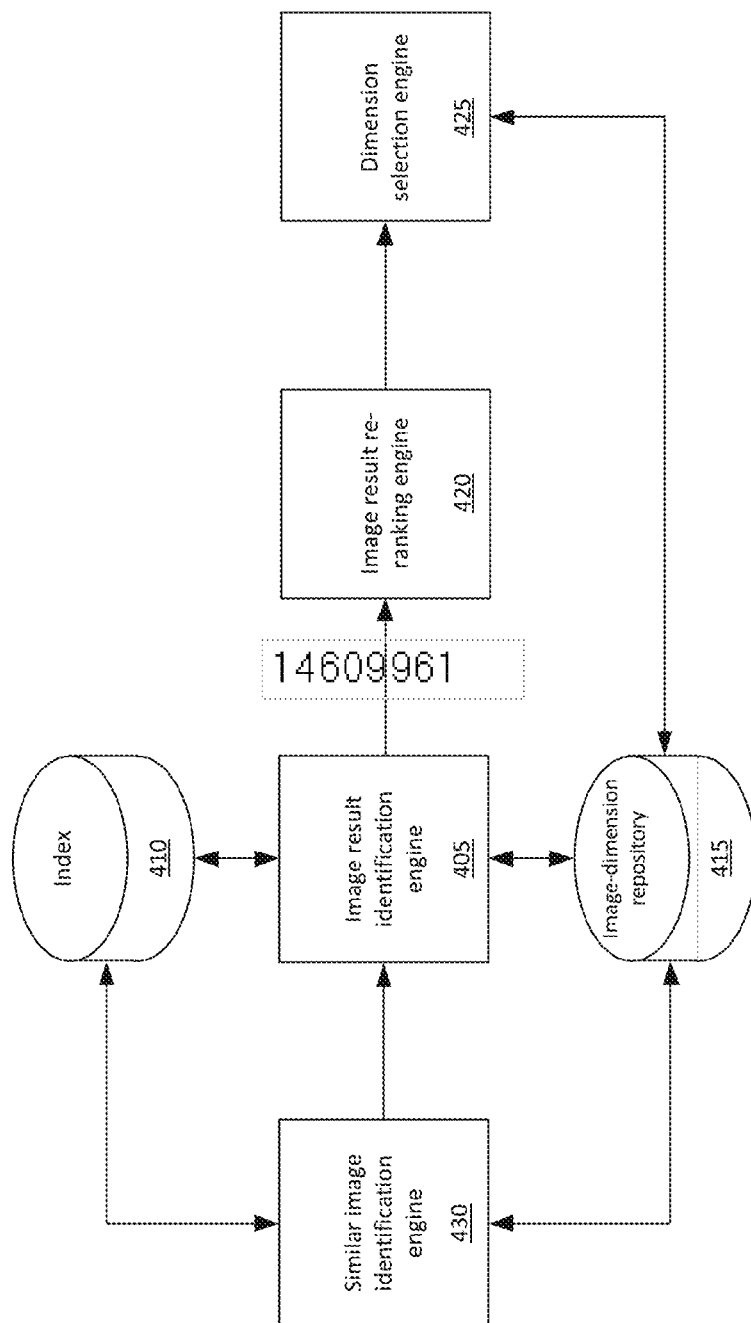 Index
410
Similar image
identification
engine
430
Image result
identification
engine
405
14609961
Image result re-
ranking engine
420
Dimension
selection engine
425
Image-dimension
repository
415